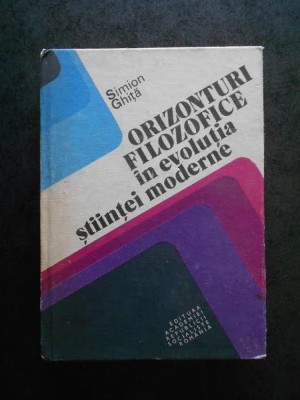 Simion
Ghiță
ORIZONTURI
FILOZOFICE
în evoluția
științei moderne
EDITURA
ACADEMIEI
REPUBLICII
SOCIALISTE
ROMÂNIA